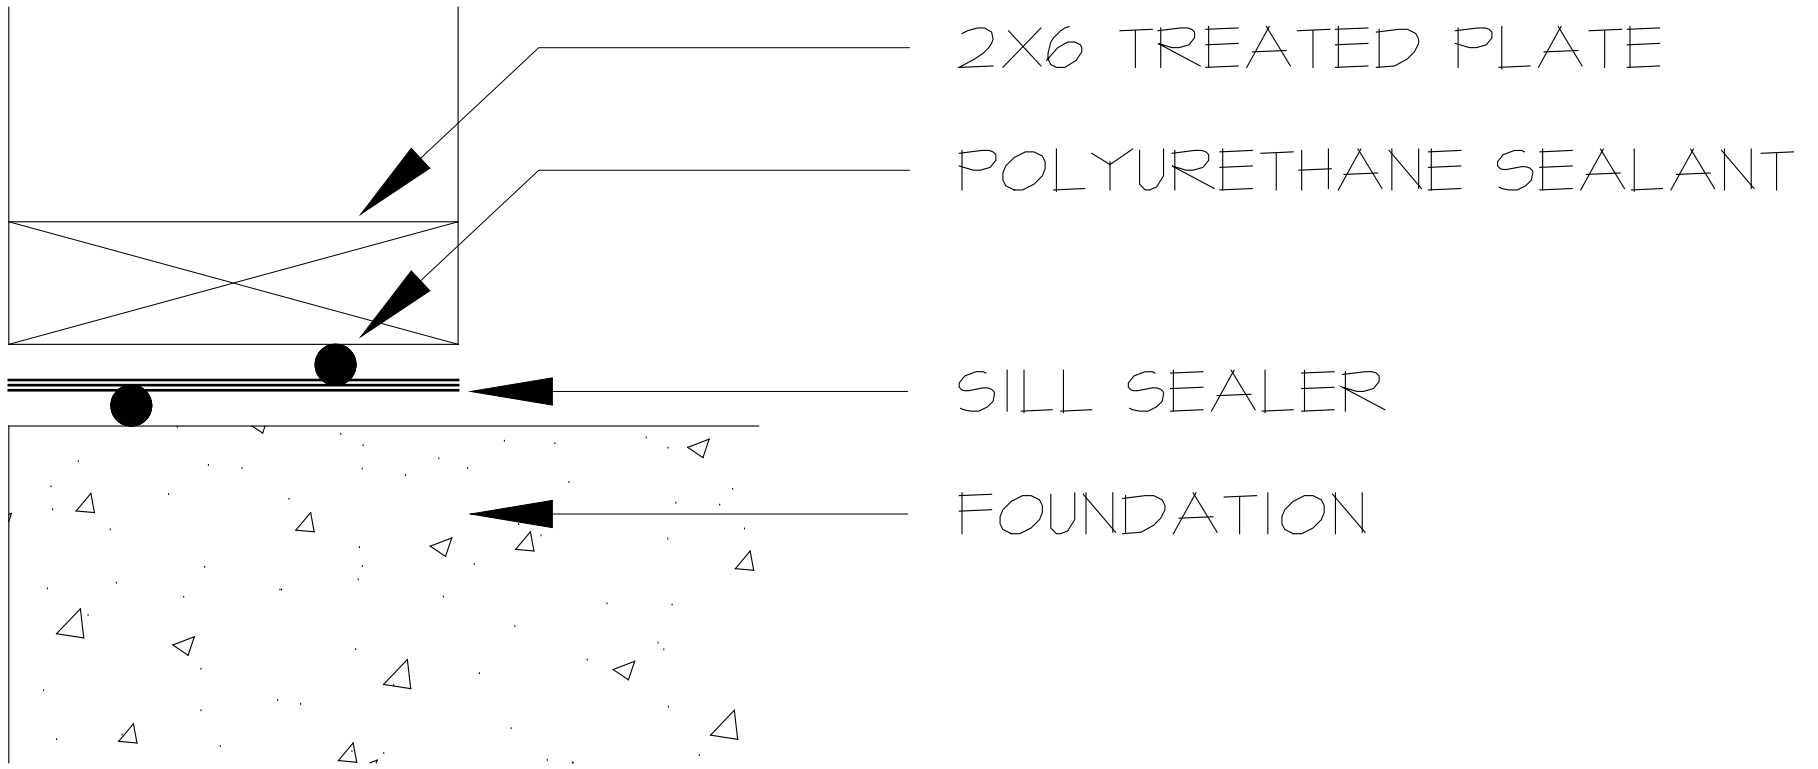 2X6 TREATED PLATE
POLYURETHANE SEALANT
SILL SEALER
FOUNDATION